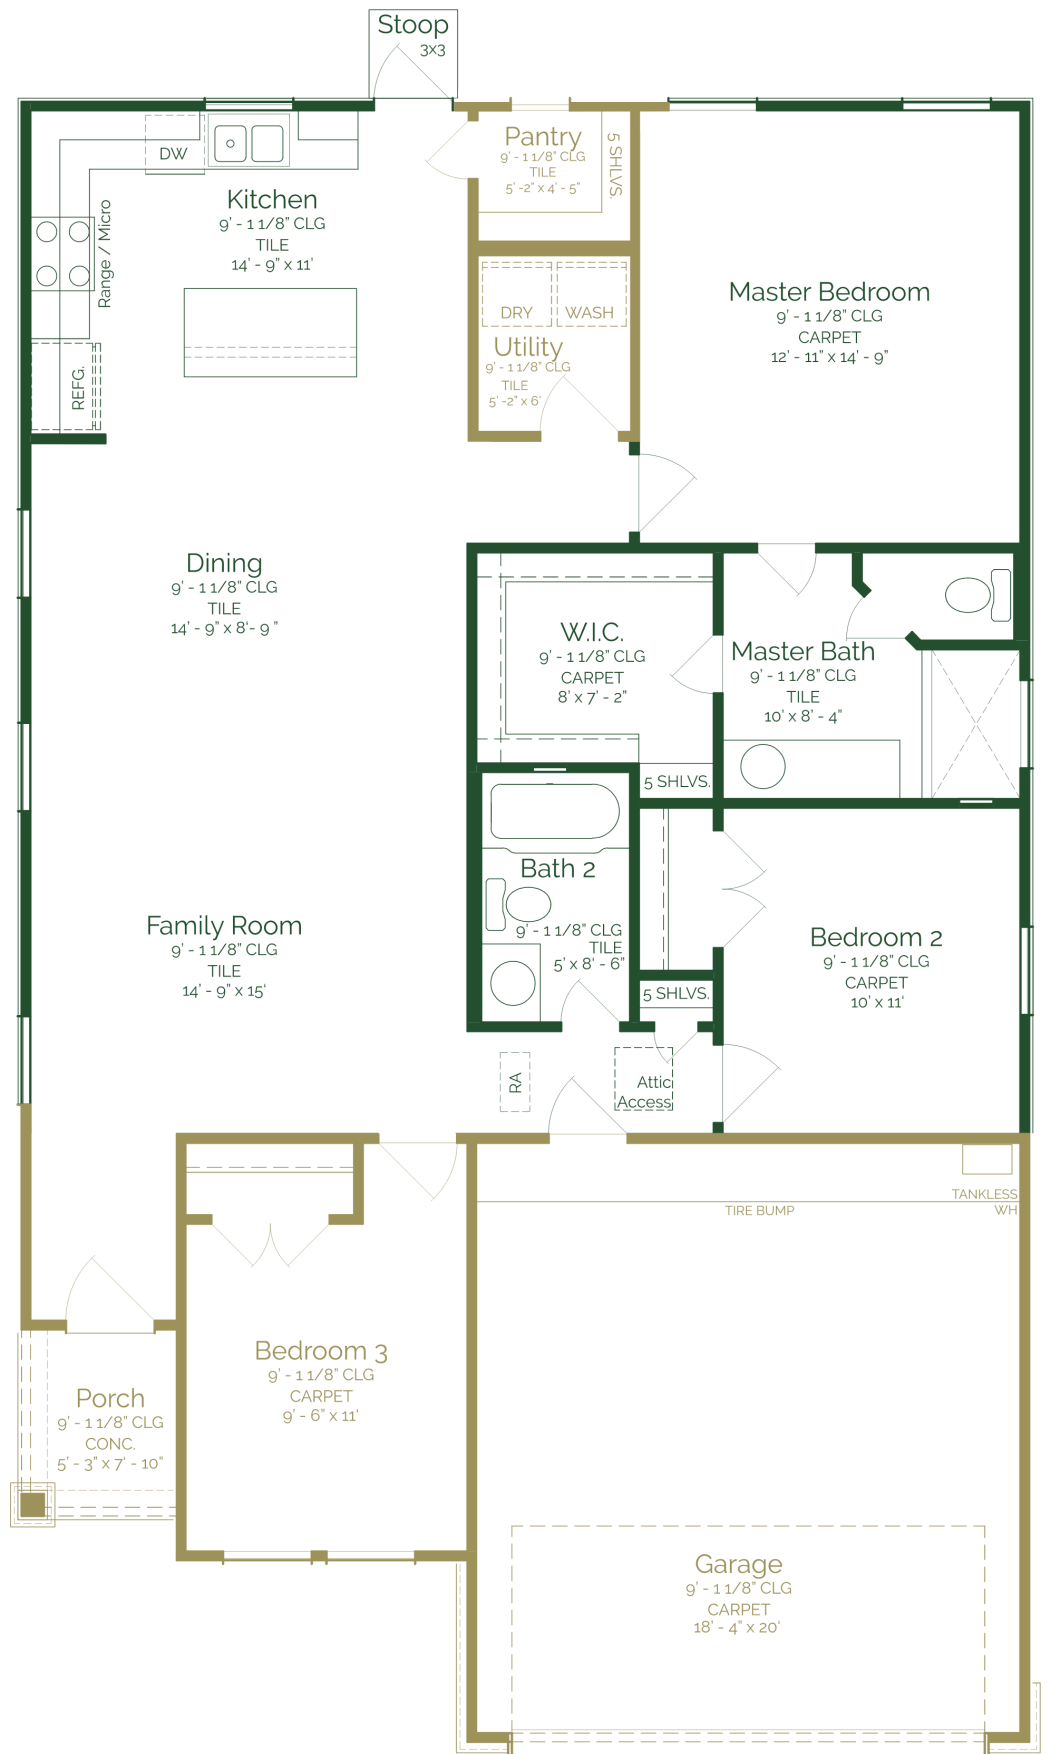 Stoop
3x3
Pantry
9' - 1 1/8" CLG
TILE
5' -2" x 4' - 5"
5 SHLVS.
DW
Kitchen
9' - 1 1/8" CLG
TILE
14' - 9" x 11'
Range / Micro
REFG.
DRY
WASH
Utility
9' - 1 1/8" CLG
TILE
5' -2" x 6'
Master Bedroom
9' - 1 1/8" CLG
CARPET
12' - 11" x 14' - 9"
Dining
9' - 1 1/8" CLG
TILE
14' - 9" x 8'- 9 "
W.I.C.
9' - 1 1/8" CLG
CARPET
8' x 7' - 2"
5 SHLVS.
Master Bath
9' - 1 1/8" CLG
TILE
10' x 8' - 4"
Bath 2
9' - 1 1/8" CLG
TILE
5' x 8' - 6"
Family Room
9' - 1 1/8" CLG
TILE
14' - 9" x 15'
Bedroom 2
9' - 1 1/8" CLG
CARPET
10' x 11'
5 SHLVS.
RA
Attic
Access
TANKLESS
WH
TIRE BUMP
Bedroom 3
9' - 1 1/8" CLG
CARPET
9' - 6" x 11'
Porch
9' - 1 1/8" CLG
CONC.
5' - 3" x 7' - 10"
Garage
9' - 1 1/8" CLG
CARPET
18' - 4" x 20'